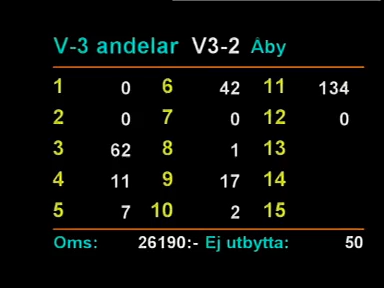 V-3 andelar V3-2 Åby
1 0 6 42 11 134
2 0 7 0 12 0
3 62 8 1 13
4 11 9 17 14
5 7 10 2 15
Oms: 26190:- Ej utbytta: 50